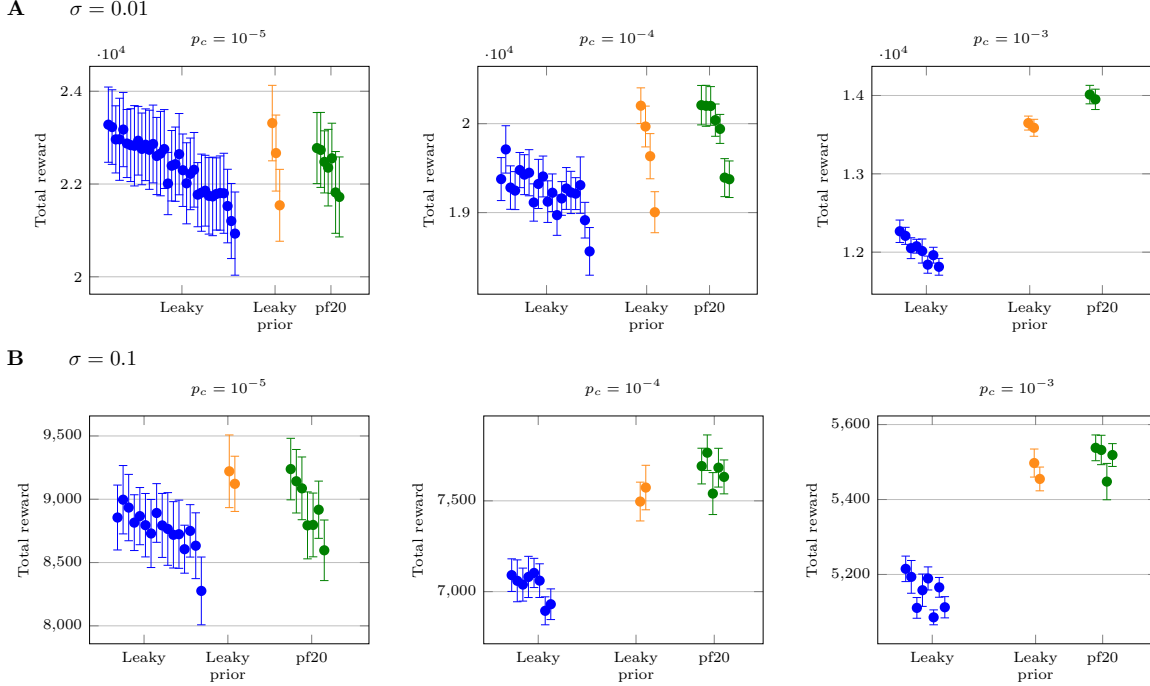 A σ = 0.01
p_c = 10^{-5}
p_c = 10^{-4}
p_c = 10^{-3}
·10^4
·10^4
·10^4
Total reward
2.4
2.2
2
Leaky
Leaky
prior
pf20
Total reward
2
1.9
Leaky
Leaky
prior
pf20
Total reward
1.4
1.2
Leaky
Leaky
prior
pf20
B σ = 0.1
p_c = 10^{-5}
p_c = 10^{-4}
p_c = 10^{-3}
Total reward
9,500
9,000
8,500
8,000
Leaky
Leaky
prior
pf20
Total reward
7,500
7,000
Leaky
Leaky
prior
pf20
Total reward
5,600
5,400
5,200
Leaky
Leaky
prior
pf20